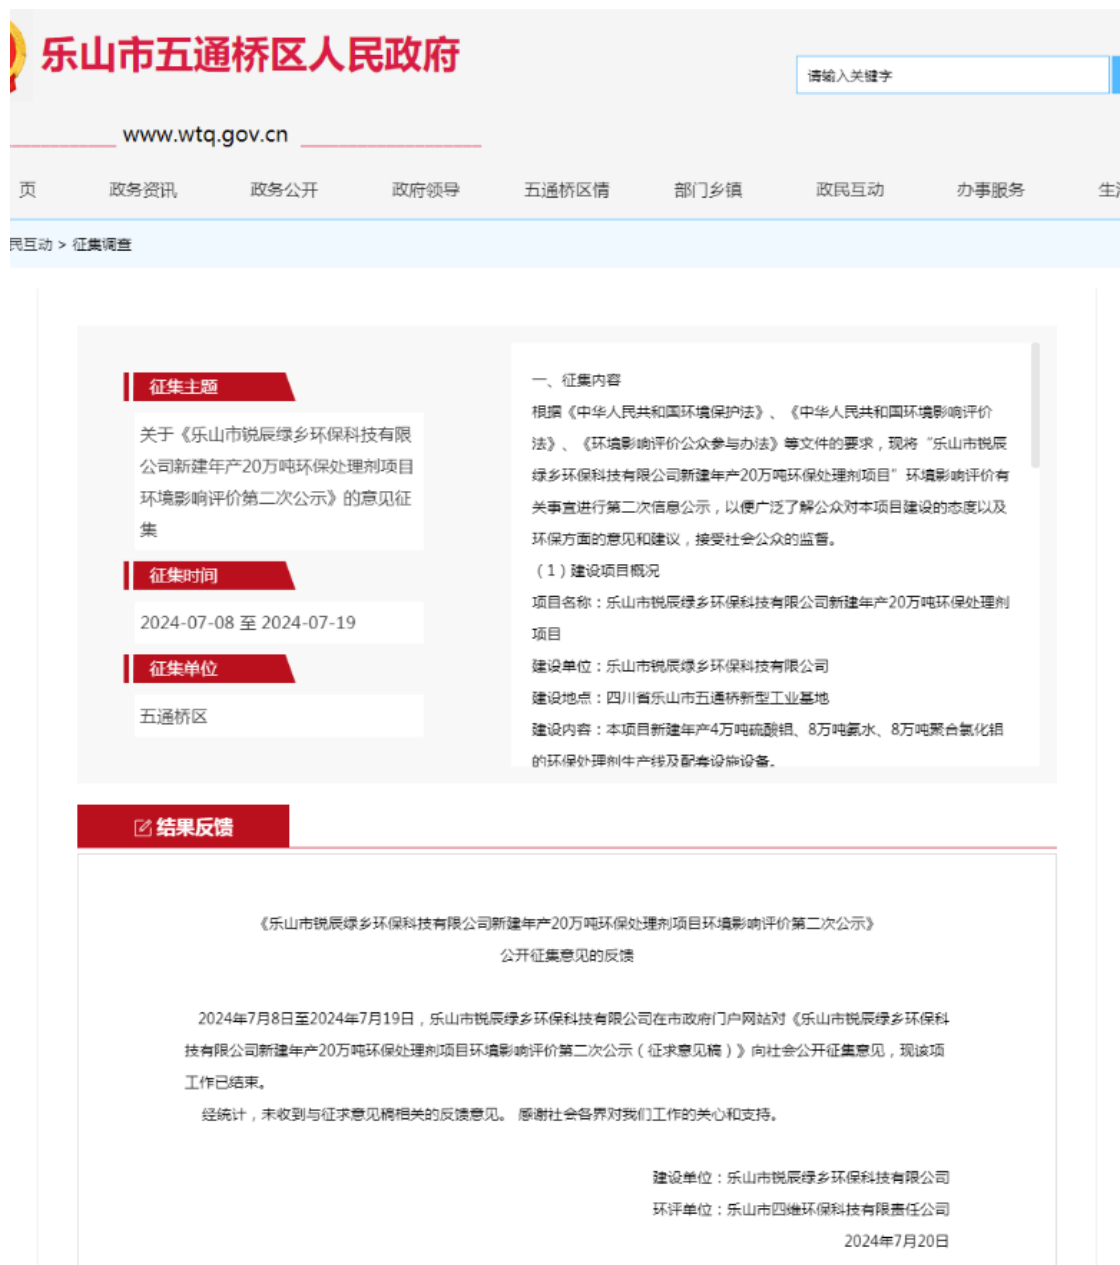 乐山市五通桥区人民政府
请输入关键字
www.wtq.gov.cn
页 政务资讯 政务公开 政府领导 五通桥区情 部门乡镇 政民互动 办事服务 生
民互动 > 征集调查
征集主题
关于《乐山市锐辰绿乡环保科技有限
公司新建年产20万吨环保处理剂项目
环境影响评价第二次公示》的意见征
集
征集时间
2024-07-08 至 2024-07-19
征集单位
五通桥区
一、征集内容
根据《中华人民共和国环境保护法》、《中华人民共和国环境影响评价
法》、《环境影响评价公众参与办法》等文件的要求，现将“乐山市锐辰
绿乡环保科技有限公司新建年产20万吨环保处理剂项目”环境影响评价有
关事宜进行第二次信息公示，以便广泛了解公众对本项目建设的态度以及
环保方面的意见和建议，接受社会公众的监督。
（1）建设项目概况
项目名称：乐山市锐辰绿乡环保科技有限公司新建年产20万吨环保处理剂
项目
建设单位：乐山市锐辰绿乡环保科技有限公司
建设地点：四川省乐山市五通桥新型工业基地
建设内容：本项目新建年产4万吨硫酸铝、8万吨氨水、8万吨聚合氯化铝
的环保处理剂生产线及配套设施设备。
结果反馈
《乐山市锐辰绿乡环保科技有限公司新建年产20万吨环保处理剂项目环境影响评价第二次公示》
公开征集意见的反馈
2024年7月8日至2024年7月19日，乐山市锐辰绿乡环保科技有限公司在市政府门户网站对《乐山市锐辰绿乡环保科
技有限公司新建年产20万吨环保处理剂项目环境影响评价第二次公示（征求意见稿）》向社会公开征集意见，现该项
工作已结束。
经统计，未收到与征求意见稿相关的反馈意见。 感谢社会各界对我们工作的关心和支持。
建设单位：乐山市锐辰绿乡环保科技有限公司
环评单位：乐山市四维环保科技有限责任公司
2024年7月20日